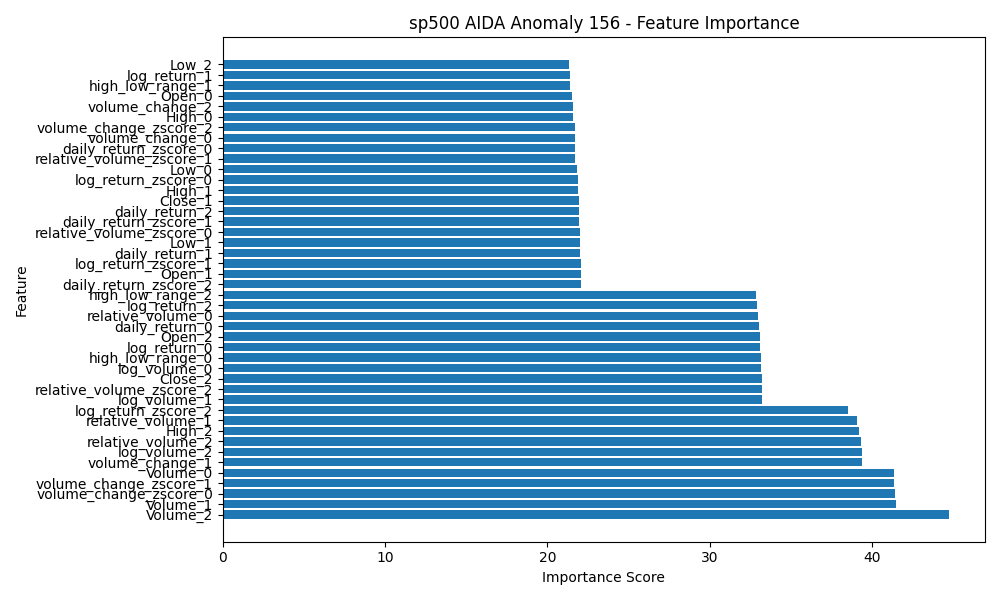 sp500 AIDA Anomaly 156 - Feature Importance
Low_2
log_return_1
high_low_range_1
Open_0
volume_change_2
High_0
volume_change_zscore_2
volume_change_0
daily_return_zscore_0
relative_volume_zscore_1
Low_0
log_return_zscore_0
High_1
Close_1
daily_return_2
daily_return_zscore_1
relative_volume_zscore_0
Low_1
daily_return_1
log_return_zscore_1
Open_1
daily_return_zscore_2
high_low_range_2
log_return_2
relative_volume_0
daily_return_0
Open_2
log_return_0
high_low_range_0
log_volume_0
Close_2
relative_volume_zscore_2
log_volume_1
log_return_zscore_2
relative_volume_1
High_2
relative_volume_2
log_volume_2
volume_change_1
Volume_0
volume_change_zscore_1
volume_change_zscore_0
Volume_1
Volume_2
Feature
0 10 20 30 40
Importance Score